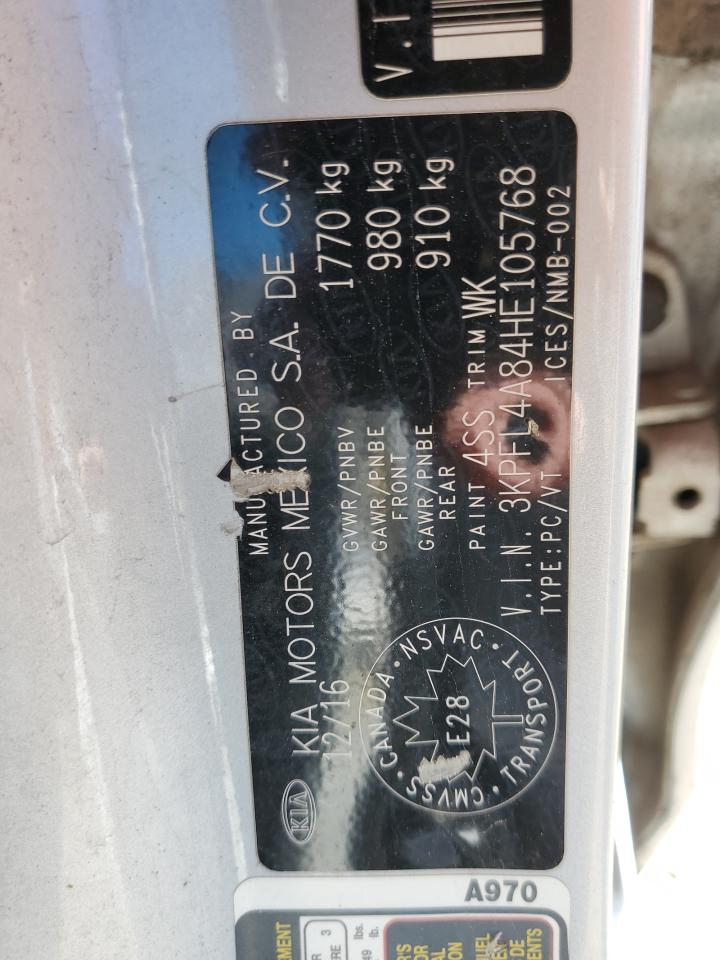 V.I
MANUFACTURED BY
KIA MOTORS MEXICO S.A. DE C.V.
12/16
GVWR/PNBV 1770 kg
GAWR/PNBE FRONT 980 kg
GAWR/PNBE REAR 910 kg
PAINT 4SS TRIM WK
V.I.N. 3KPFL4A84HE105768
TYPE:PC/VT ICES/NMB-002
KIA
CANADA · NSVAC · TRANSPORT · CMVSS
E28
A970